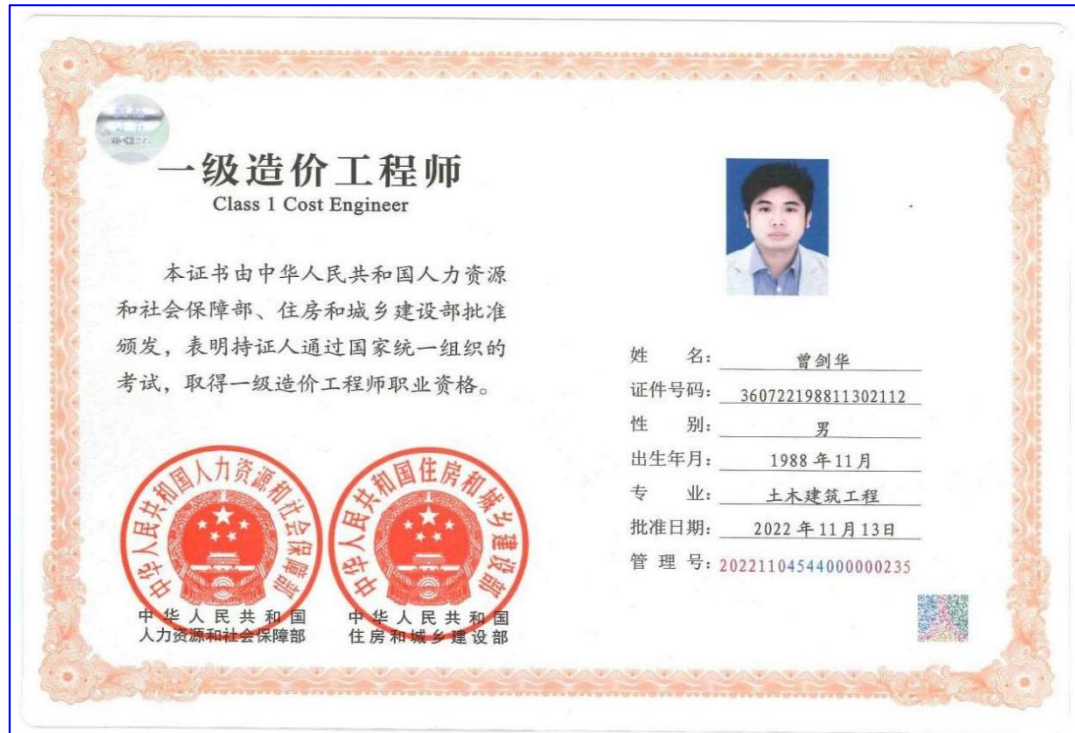 一级造价工程师
Class 1 Cost Engineer
本证书由中华人民共和国人力资源
和社会保障部、住房和城乡建设部批准
颁发，表明持证人通过国家统一组织的
考试，取得一级造价工程师职业资格。
中华人民共和国人力资源和社会保障部
中华人民共和国
人力资源和社会保障部
中华人民共和国住房和城乡建设部
中华人民共和国
住房和城乡建设部
姓 名： 曾剑华
证件号码： 360722198811302112
性 别： 男
出生年月： 1988年11月
专 业： 土木建筑工程
批准日期： 2022年11月13日
管 理 号： 20221104544000000235